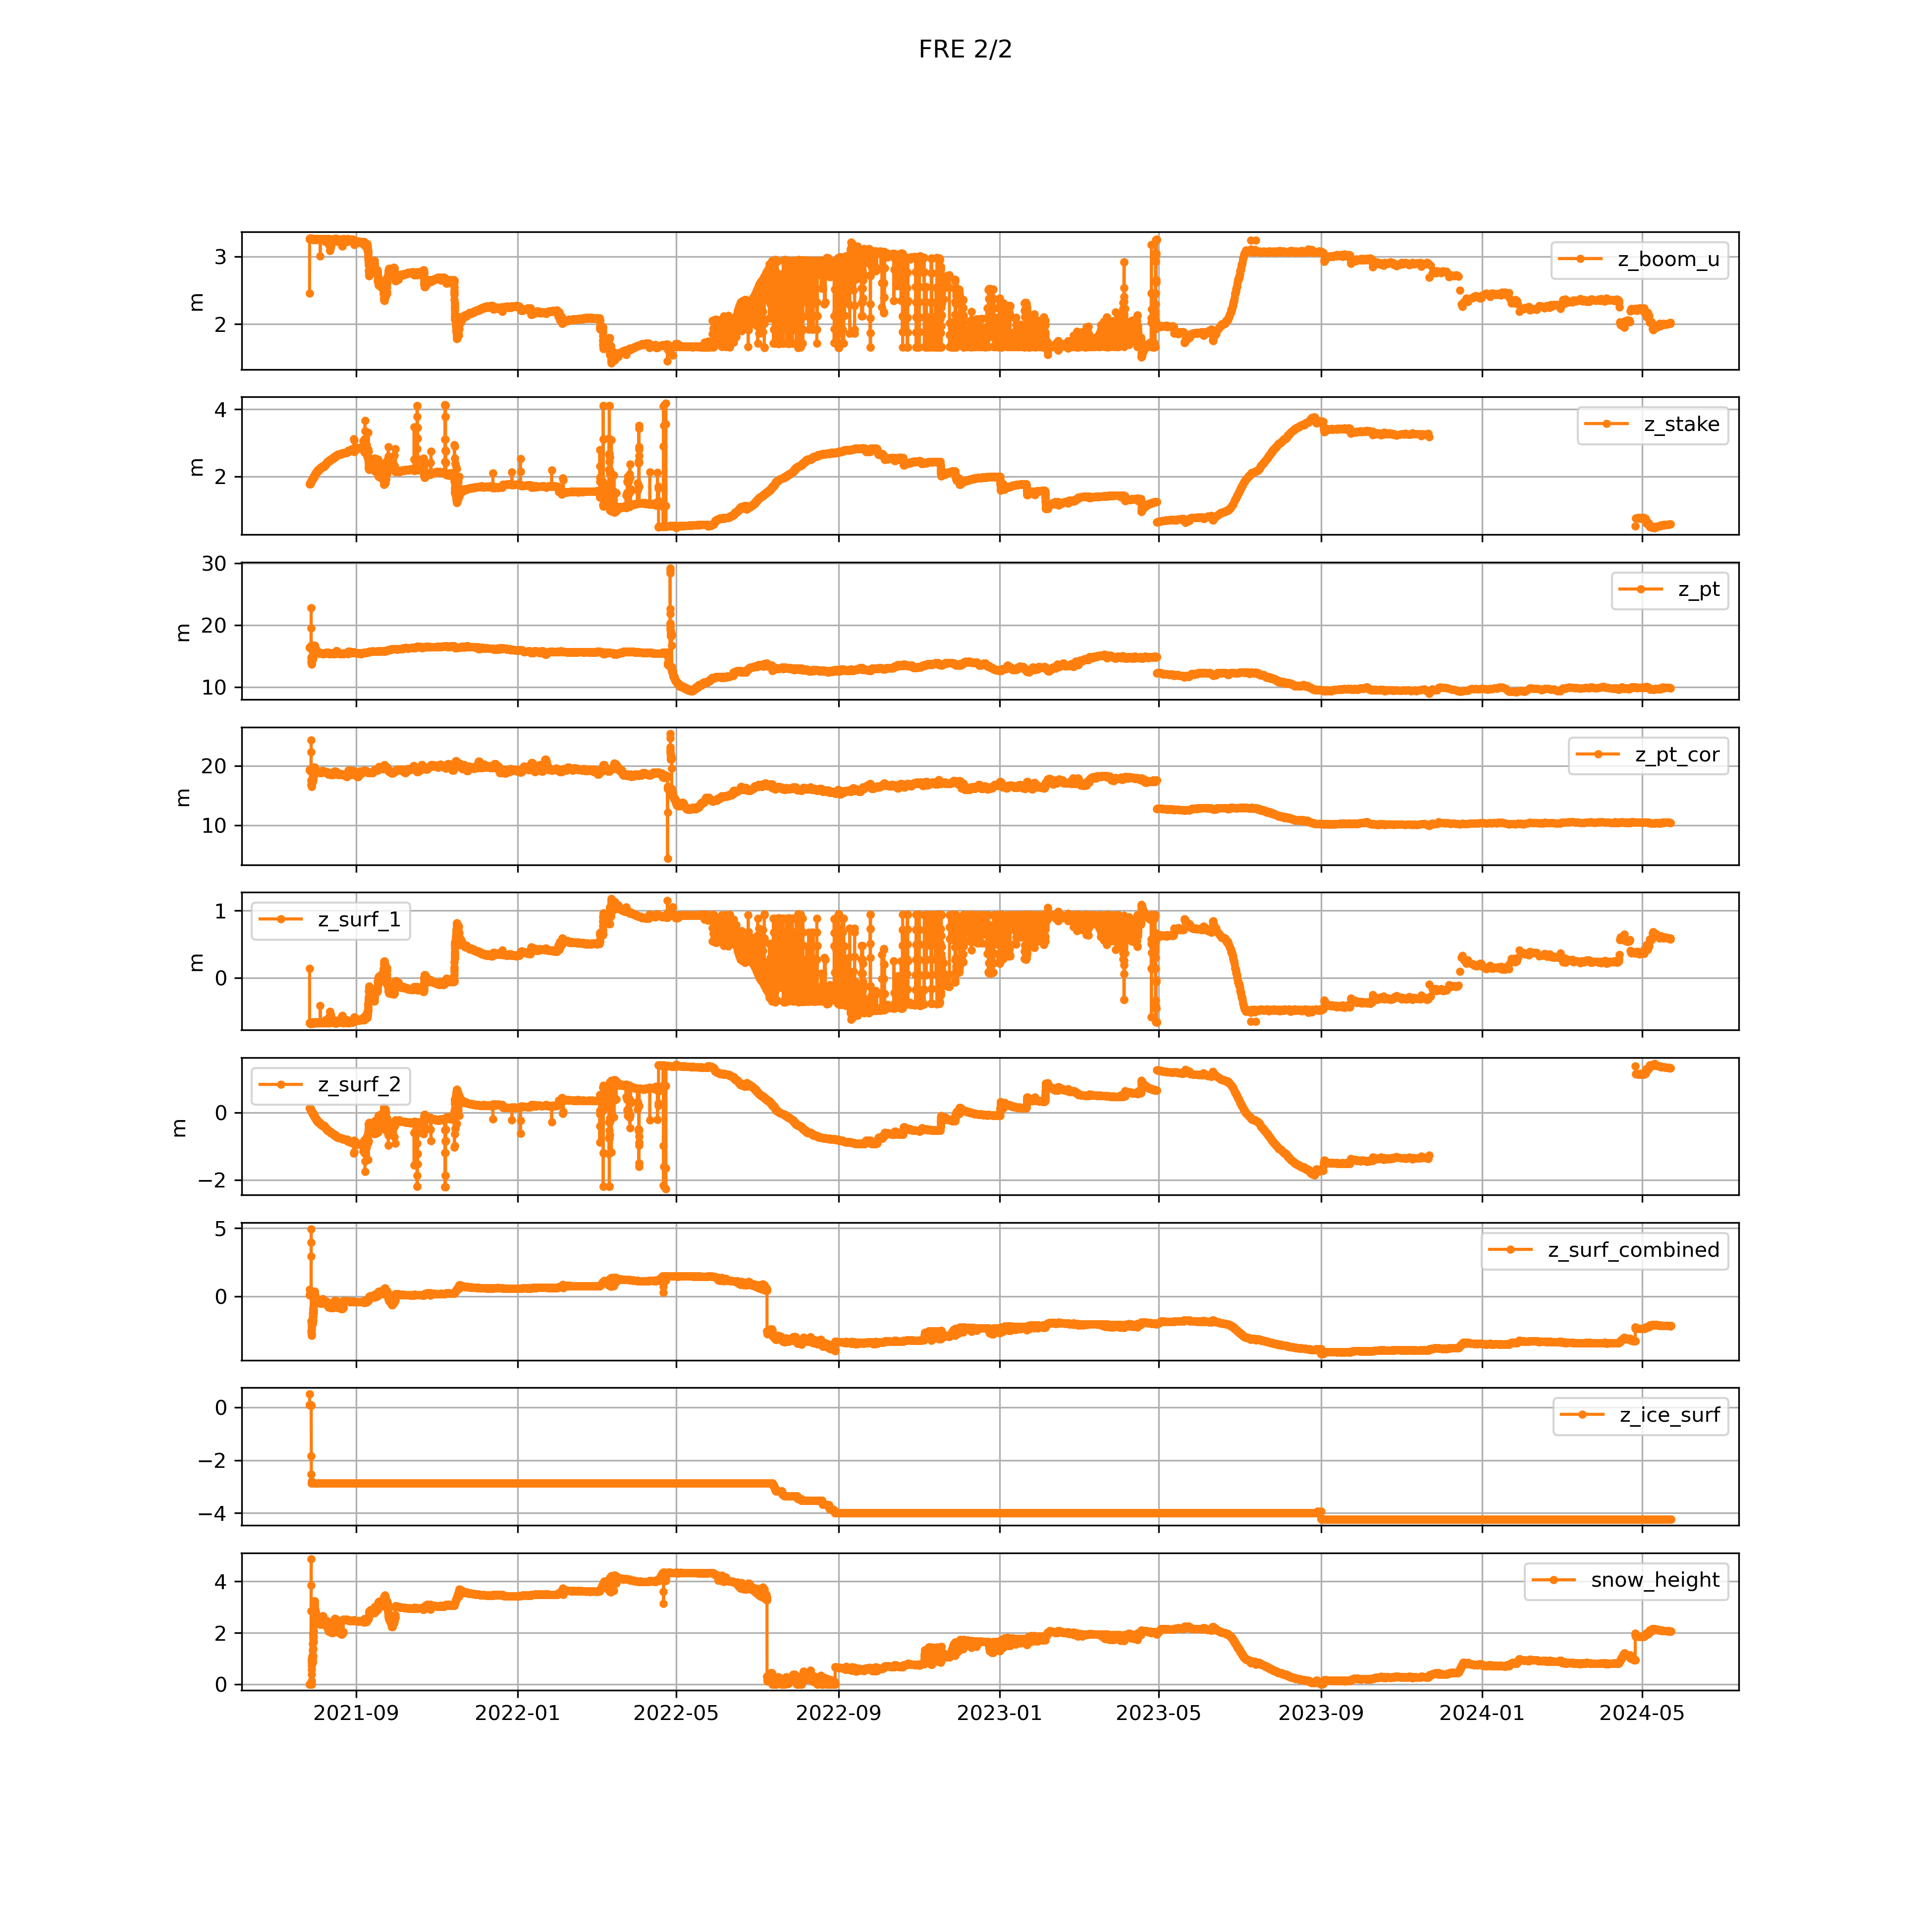 FRE 2/2
3
2
m
z_boom_u
4
2
m
z_stake
30
20
10
m
z_pt
20
10
m
z_pt_cor
1
0
m
z_surf_1
0
−2
m
z_surf_2
5
0
z_surf_combined
0
−2
−4
z_ice_surf
4
2
0
snow_height
2021-09 2022-01 2022-05 2022-09 2023-01 2023-05 2023-09 2024-01 2024-05